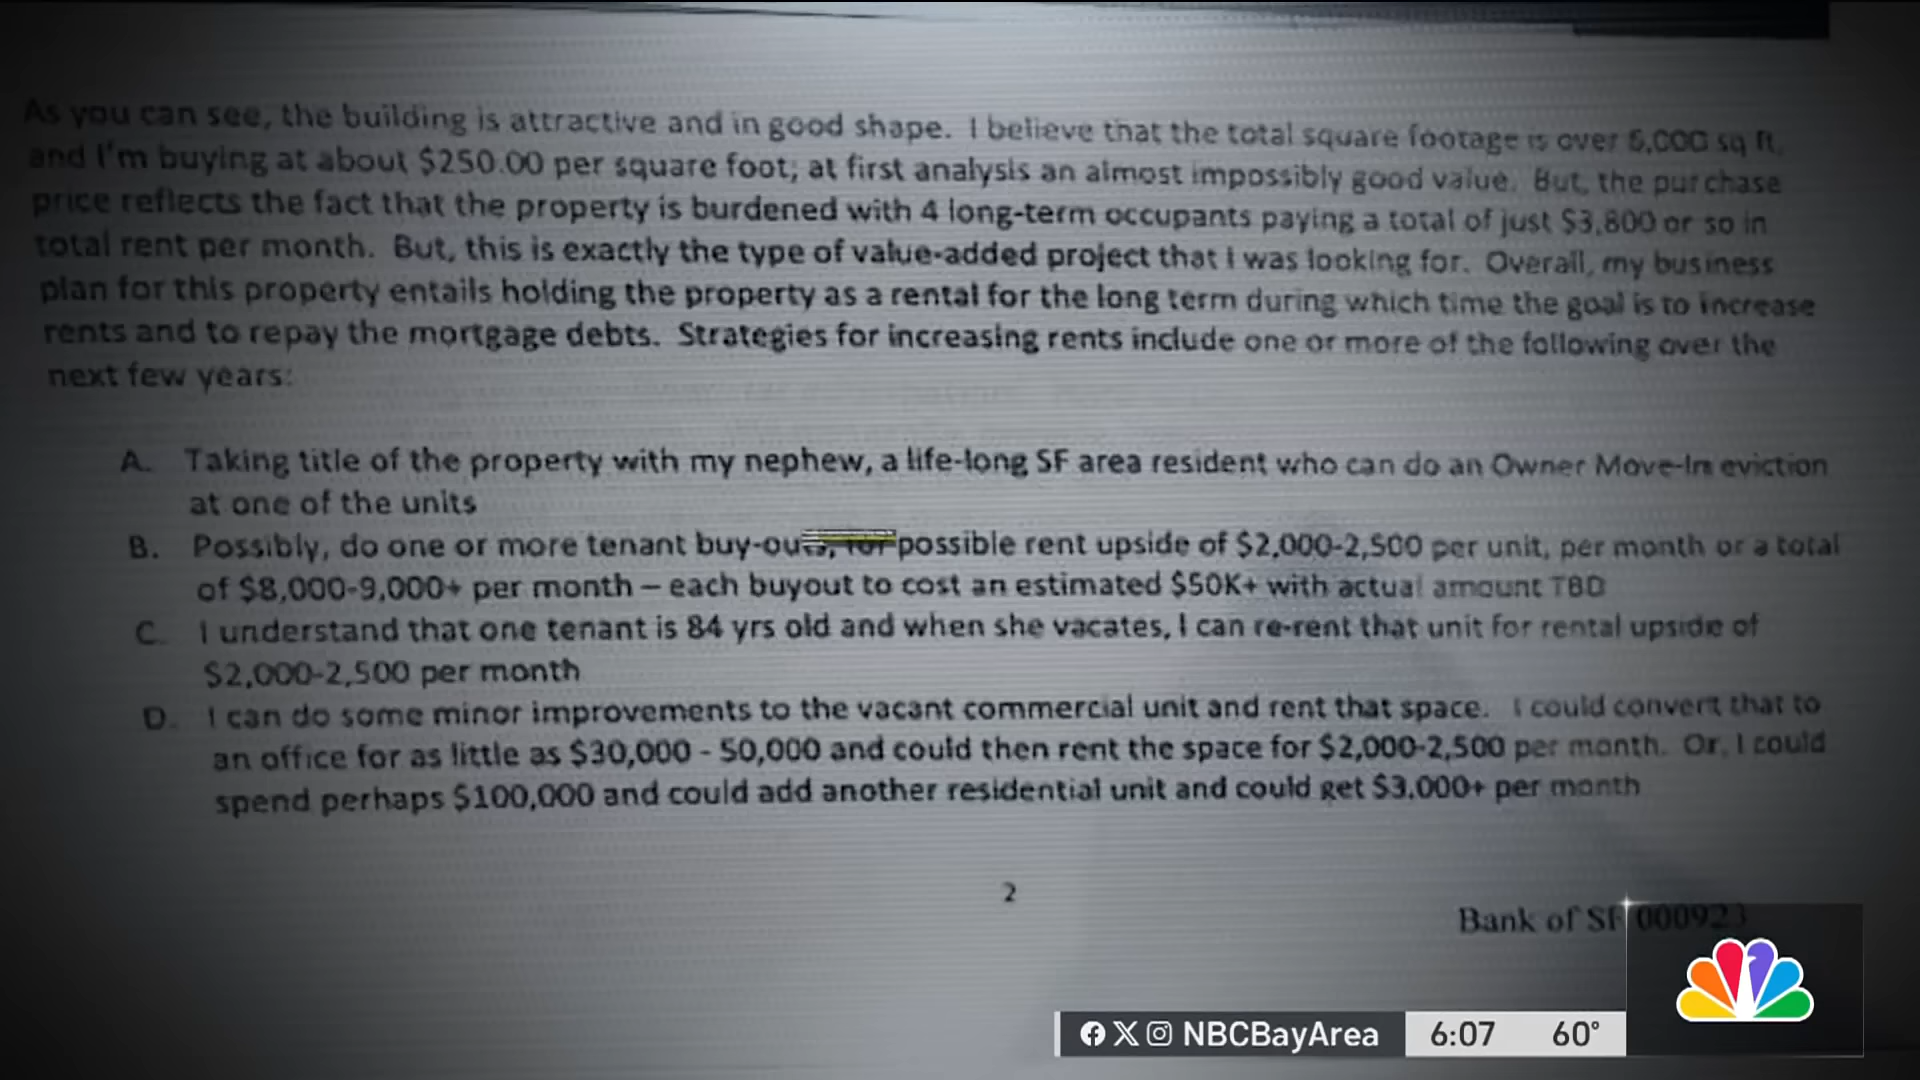 As you can see, the building is attractive and in good shape.  I believe that the total square footage is over 6,000 sq ft,
and I'm buying at about $250.00 per square foot; at first analysis an almost impossibly good value.  But, the purchase
price reflects the fact that the property is burdened with 4 long-term occupants paying a total of just $3,800 or so in
total rent per month.  But, this is exactly the type of value-added project that I was looking for.  Overall, my business
plan for this property entails holding the property as a rental for the long term during which time the goal is to increase
rents and to repay the mortgage debts.  Strategies for increasing rents include one or more of the following over the
next few years:
A. Taking title of the property with my nephew, a life-long SF area resident who can do an Owner Move-In eviction
at one of the units
B. Possibly, do one or more tenant buy-outs, for possible rent upside of $2,000-2,500 per unit, per month or a total
of $8,000-9,000+ per month – each buyout to cost an estimated $50K+ with actual amount TBD
C. I understand that one tenant is 84 yrs old and when she vacates, I can re-rent that unit for rental upside of
$2,000-2,500 per month
D. I can do some minor improvements to the vacant commercial unit and rent that space.  I could convert that to
an office for as little as $30,000 - 50,000 and could then rent the space for $2,000-2,500 per month.  Or, I could
spend perhaps $100,000 and could add another residential unit and could get $3,000+ per month
2
Bank of SF 000923
NBCBayArea 6:07 60°